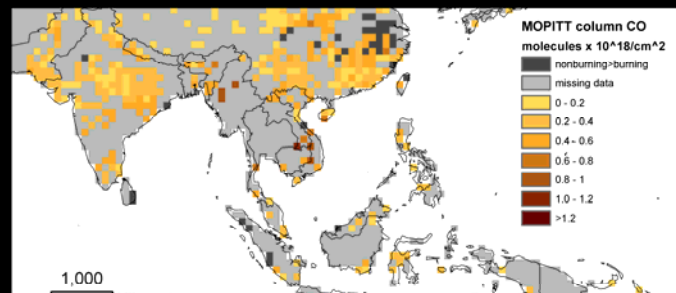 MOPITT column CO
molecules x 10^18/cm^2
nonburning>burning
missing data
0 - 0.2
0.2 - 0.4
0.4 - 0.6
0.6 - 0.8
0.8 - 1
1.0 - 1.2
>1.2
1,000